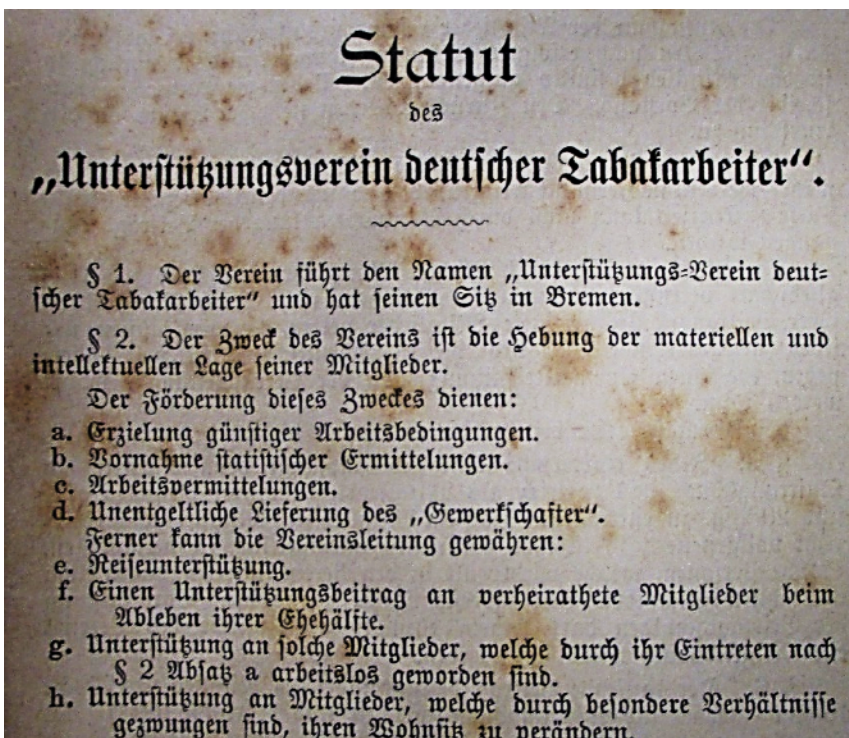 Statut
des
„Unterstützungsverein deutscher Tabakarbeiter“.
§ 1. Der Verein führt den Namen „Unterstützungs-Verein deut-
scher Tabakarbeiter“ und hat seinen Sitz in Bremen.
§ 2. Der Zweck des Vereins ist die Hebung der materiellen und
intellektuellen Lage seiner Mitglieder.
Der Förderung dieses Zweckes dienen:
a. Erzielung günstiger Arbeitsbedingungen.
b. Vornahme statistischer Ermittelungen.
c. Arbeitsvermittelungen.
d. Unentgeltliche Lieferung des „Gewerkschafter“.
Ferner kann die Vereinsleitung gewähren:
e. Reiseunterstützung.
f. Einen Unterstützungsbeitrag an verheirathete Mitglieder beim
Ableben ihrer Ehehälfte.
g. Unterstützung an solche Mitglieder, welche durch ihr Eintreten nach
§ 2 Absatz a arbeitslos geworden sind.
h. Unterstützung an Mitglieder, welche durch besondere Verhältnisse
gezwungen sind, ihren Wohnsitz zu verändern.